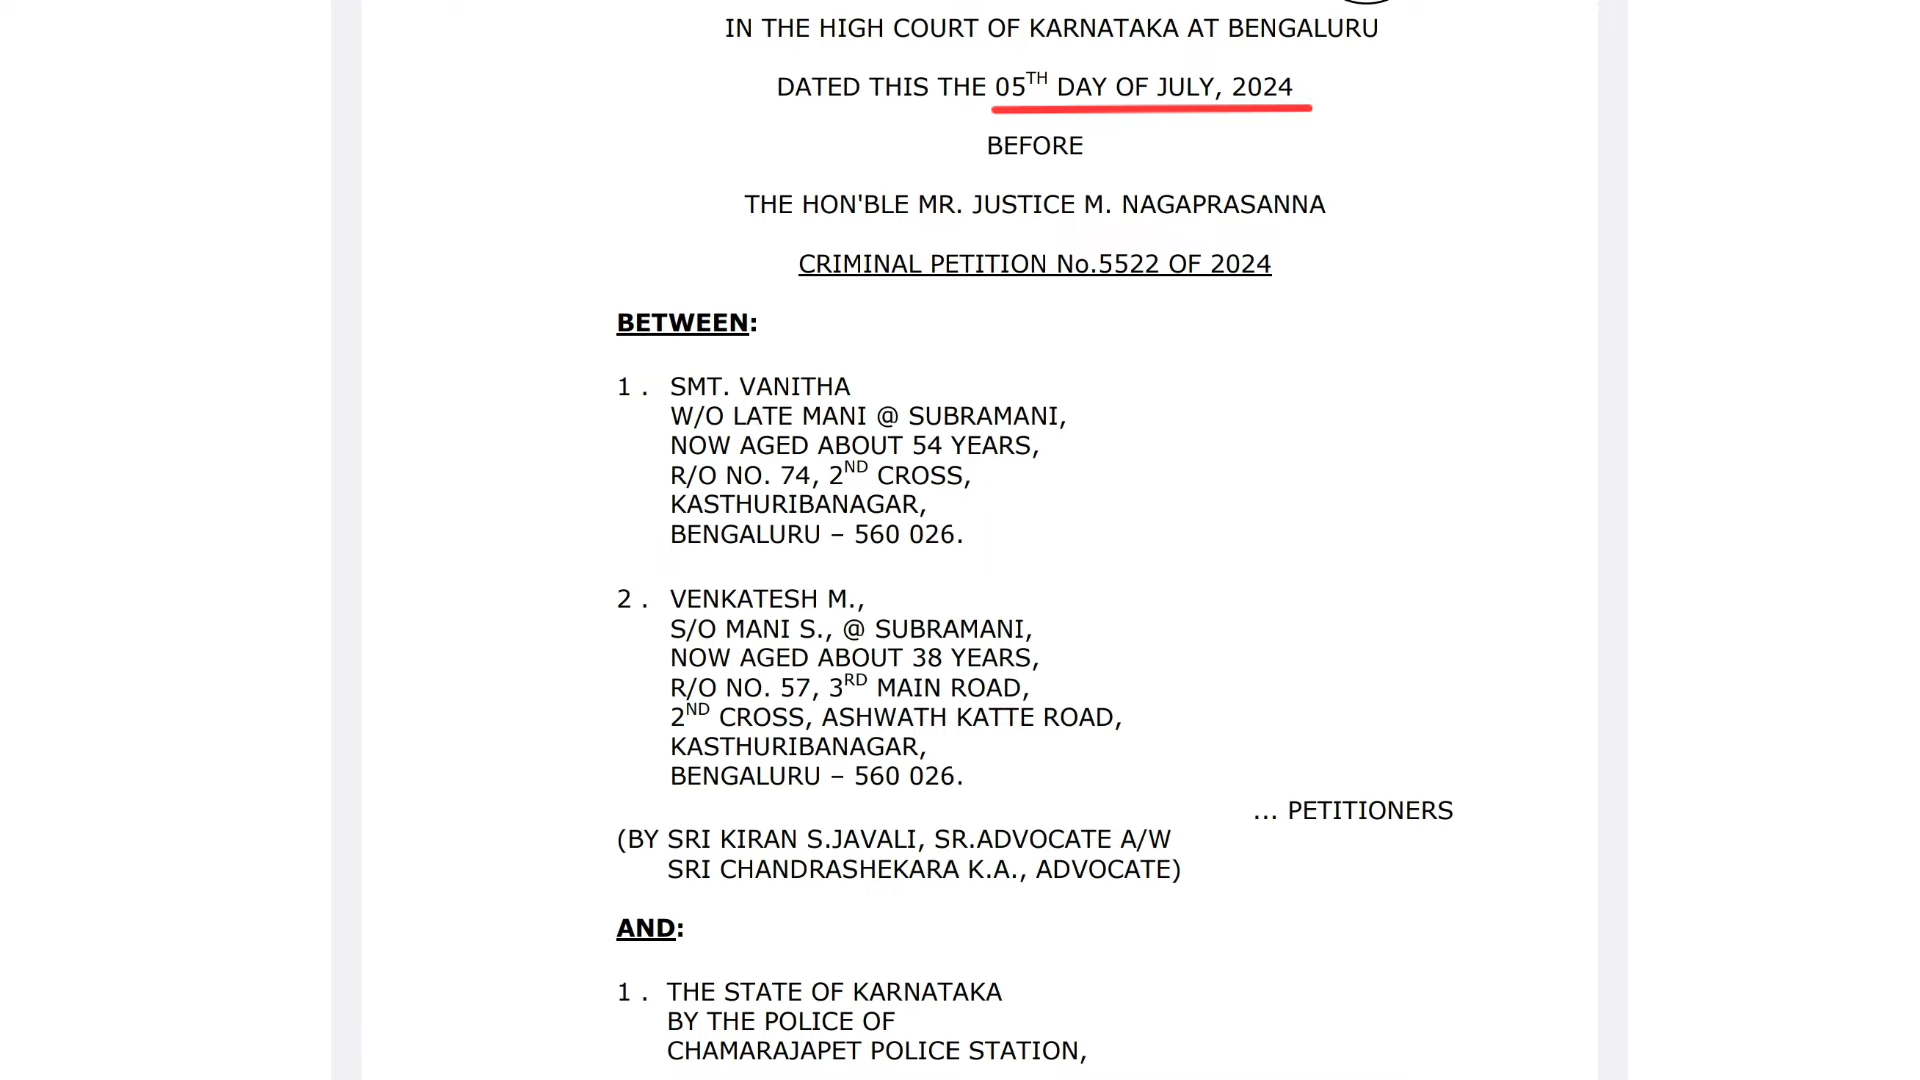 IN THE HIGH COURT OF KARNATAKA AT BENGALURU
DATED THIS THE 05TH DAY OF JULY, 2024
BEFORE
THE HON'BLE MR. JUSTICE M. NAGAPRASANNA
CRIMINAL PETITION No.5522 OF 2024
BETWEEN:
1 . SMT. VANITHA
W/O LATE MANI @ SUBRAMANI,
NOW AGED ABOUT 54 YEARS,
R/O NO. 74, 2ND CROSS,
KASTHURIBANAGAR,
BENGALURU – 560 026.
2 . VENKATESH M.,
S/O MANI S., @ SUBRAMANI,
NOW AGED ABOUT 38 YEARS,
R/O NO. 57, 3RD MAIN ROAD,
2ND CROSS, ASHWATH KATTE ROAD,
KASTHURIBANAGAR,
BENGALURU – 560 026.
... PETITIONERS
(BY SRI KIRAN S.JAVALI, SR.ADVOCATE A/W
SRI CHANDRASHEKARA K.A., ADVOCATE)
AND:
1 . THE STATE OF KARNATAKA
BY THE POLICE OF
CHAMARAJAPET POLICE STATION,